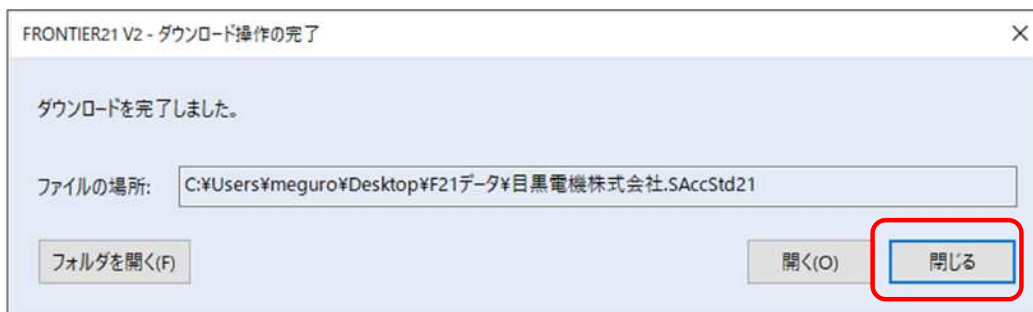 FRONTIER21 V2 - ダウンロード操作の完了
ダウンロードを完了しました。
ファイルの場所: C:¥Users¥meguro¥Desktop¥F21データ¥目黒電機株式会社.SAccStd21
フォルダを開く(F) 開く(O) 閉じる